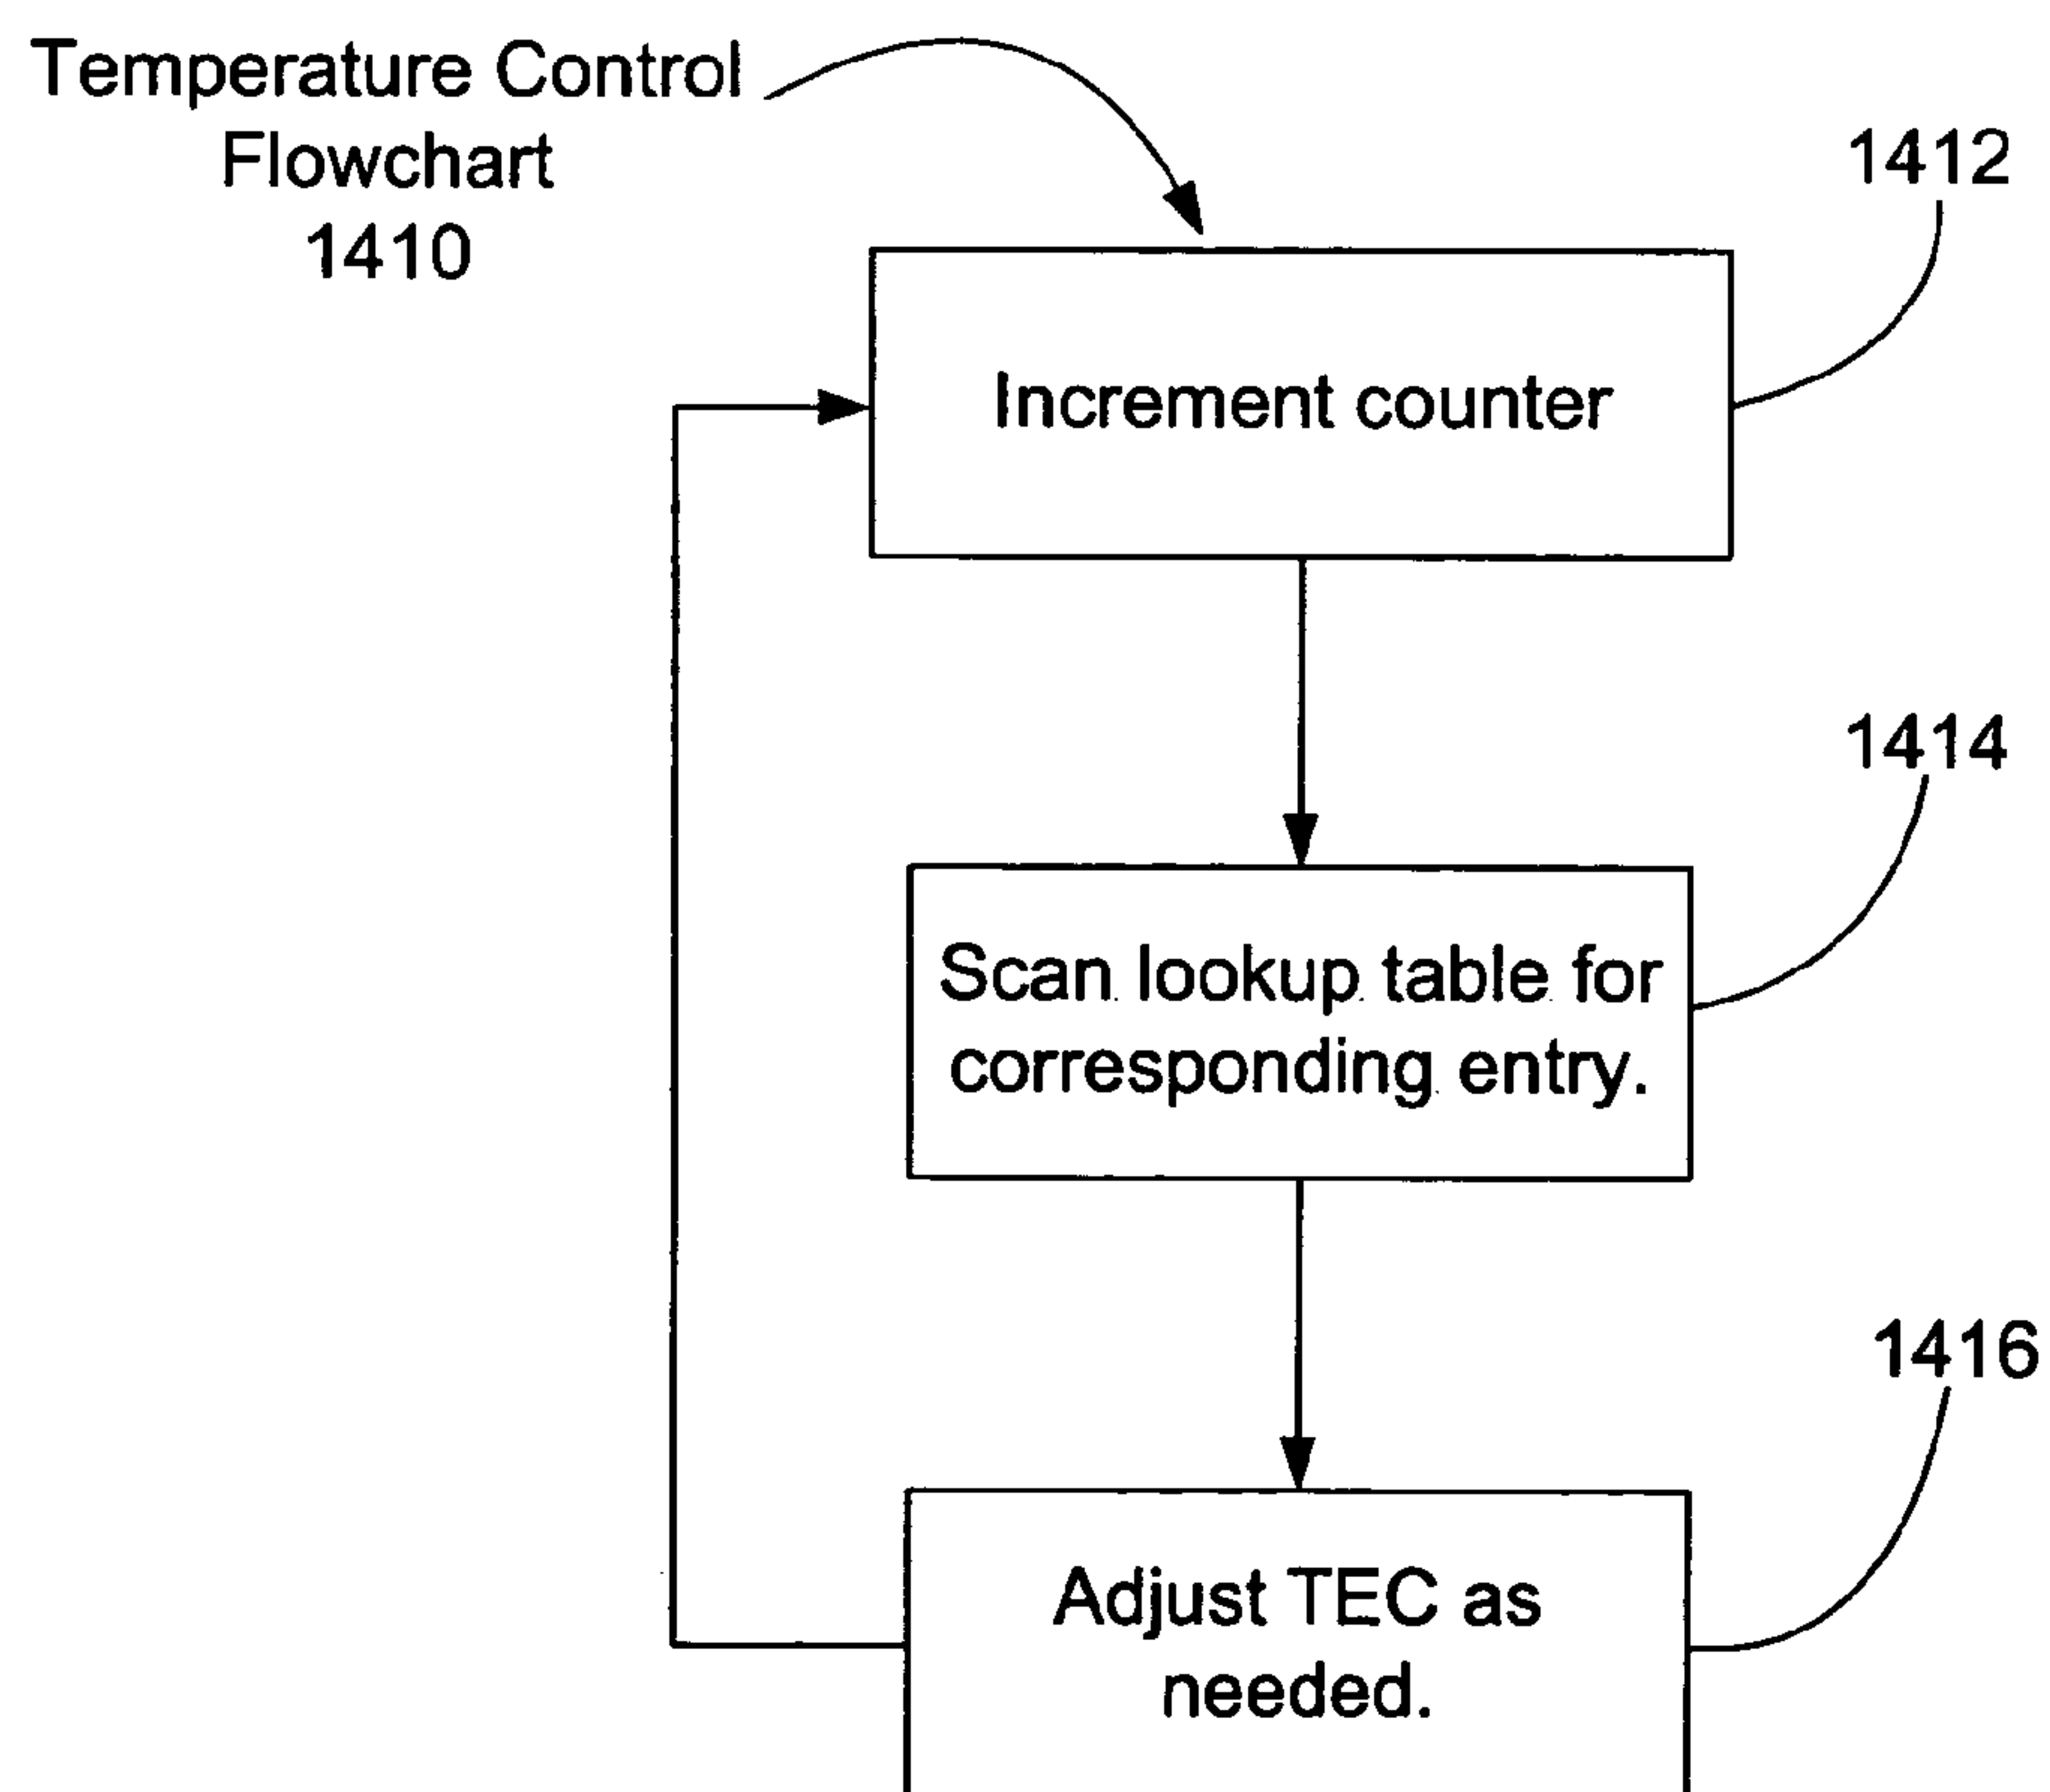 Temperature Control
Flowchart
1410
1412
Increment counter
1414
Scan lookup table for
corresponding entry.
1416
Adjust TEC as
needed.